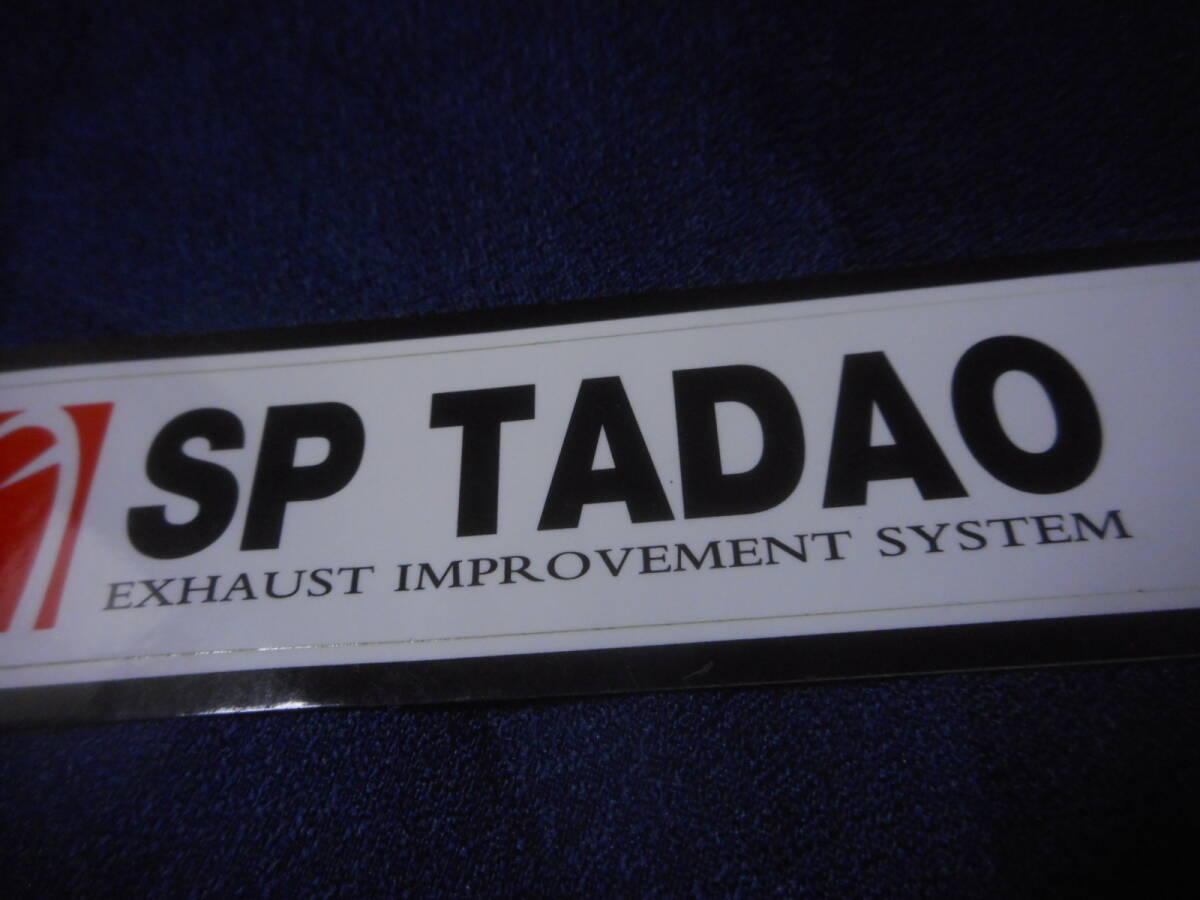 SP TADAO
EXHAUST IMPROVEMENT SYSTEM